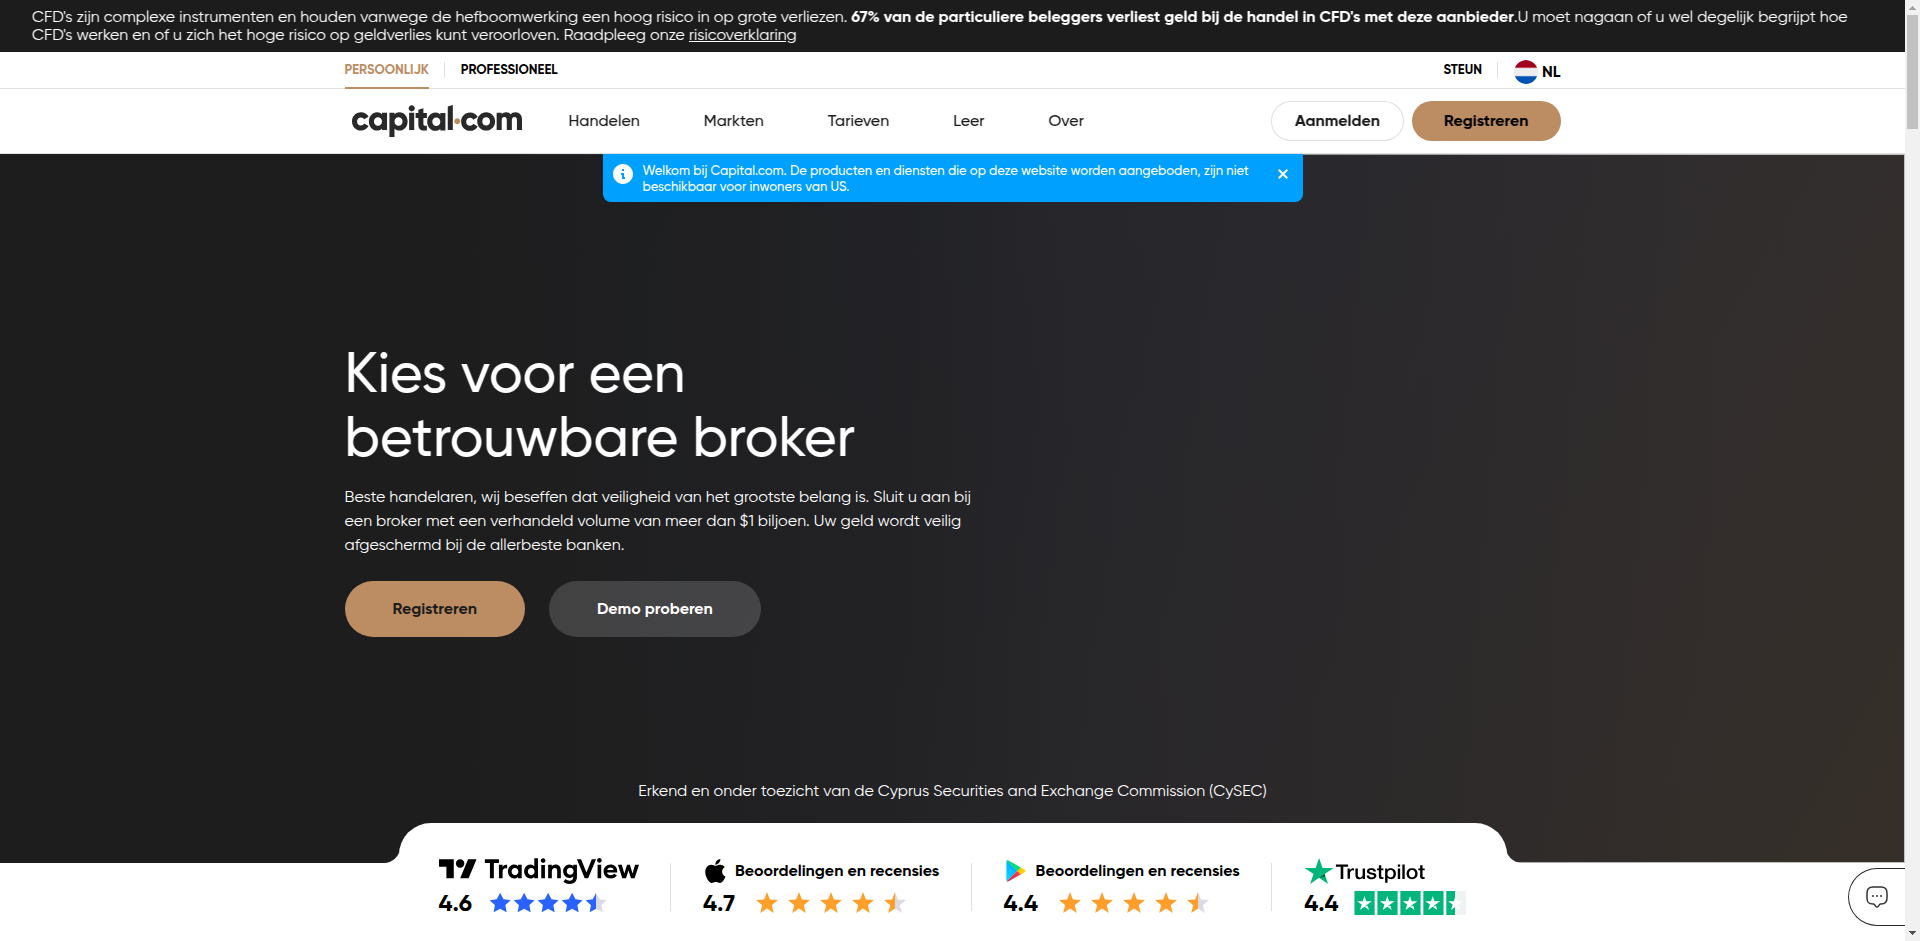 CFD's zijn complexe instrumenten en houden vanwege de hefboomwerking een hoog risico in op grote verliezen. 67% van de particuliere beleggers verliest geld bij de handel in CFD's met deze aanbieder.U moet nagaan of u wel degelijk begrijpt hoe
CFD's werken en of u zich het hoge risico op geldverlies kunt veroorloven. Raadpleeg onze risicoverklaring
PERSOONLIJK PROFESSIONEEL STEUN NL
capital.com Handelen Markten Tarieven Leer Over Aanmelden Registreren
Welkom bij Capital.com. De producten en diensten die op deze website worden aangeboden, zijn niet
beschikbaar voor inwoners van US.
Kies voor een
betrouwbare broker
Beste handelaren, wij beseffen dat veiligheid van het grootste belang is. Sluit u aan bij
een broker met een verhandeld volume van meer dan $1 biljoen. Uw geld wordt veilig
afgeschermd bij de allerbeste banken.
Registreren Demo proberen
Erkend en onder toezicht van de Cyprus Securities and Exchange Commission (CySEC)
TradingView Beoordelingen en recensies Beoordelingen en recensies Trustpilot
4.6 4.7 4.4 4.4